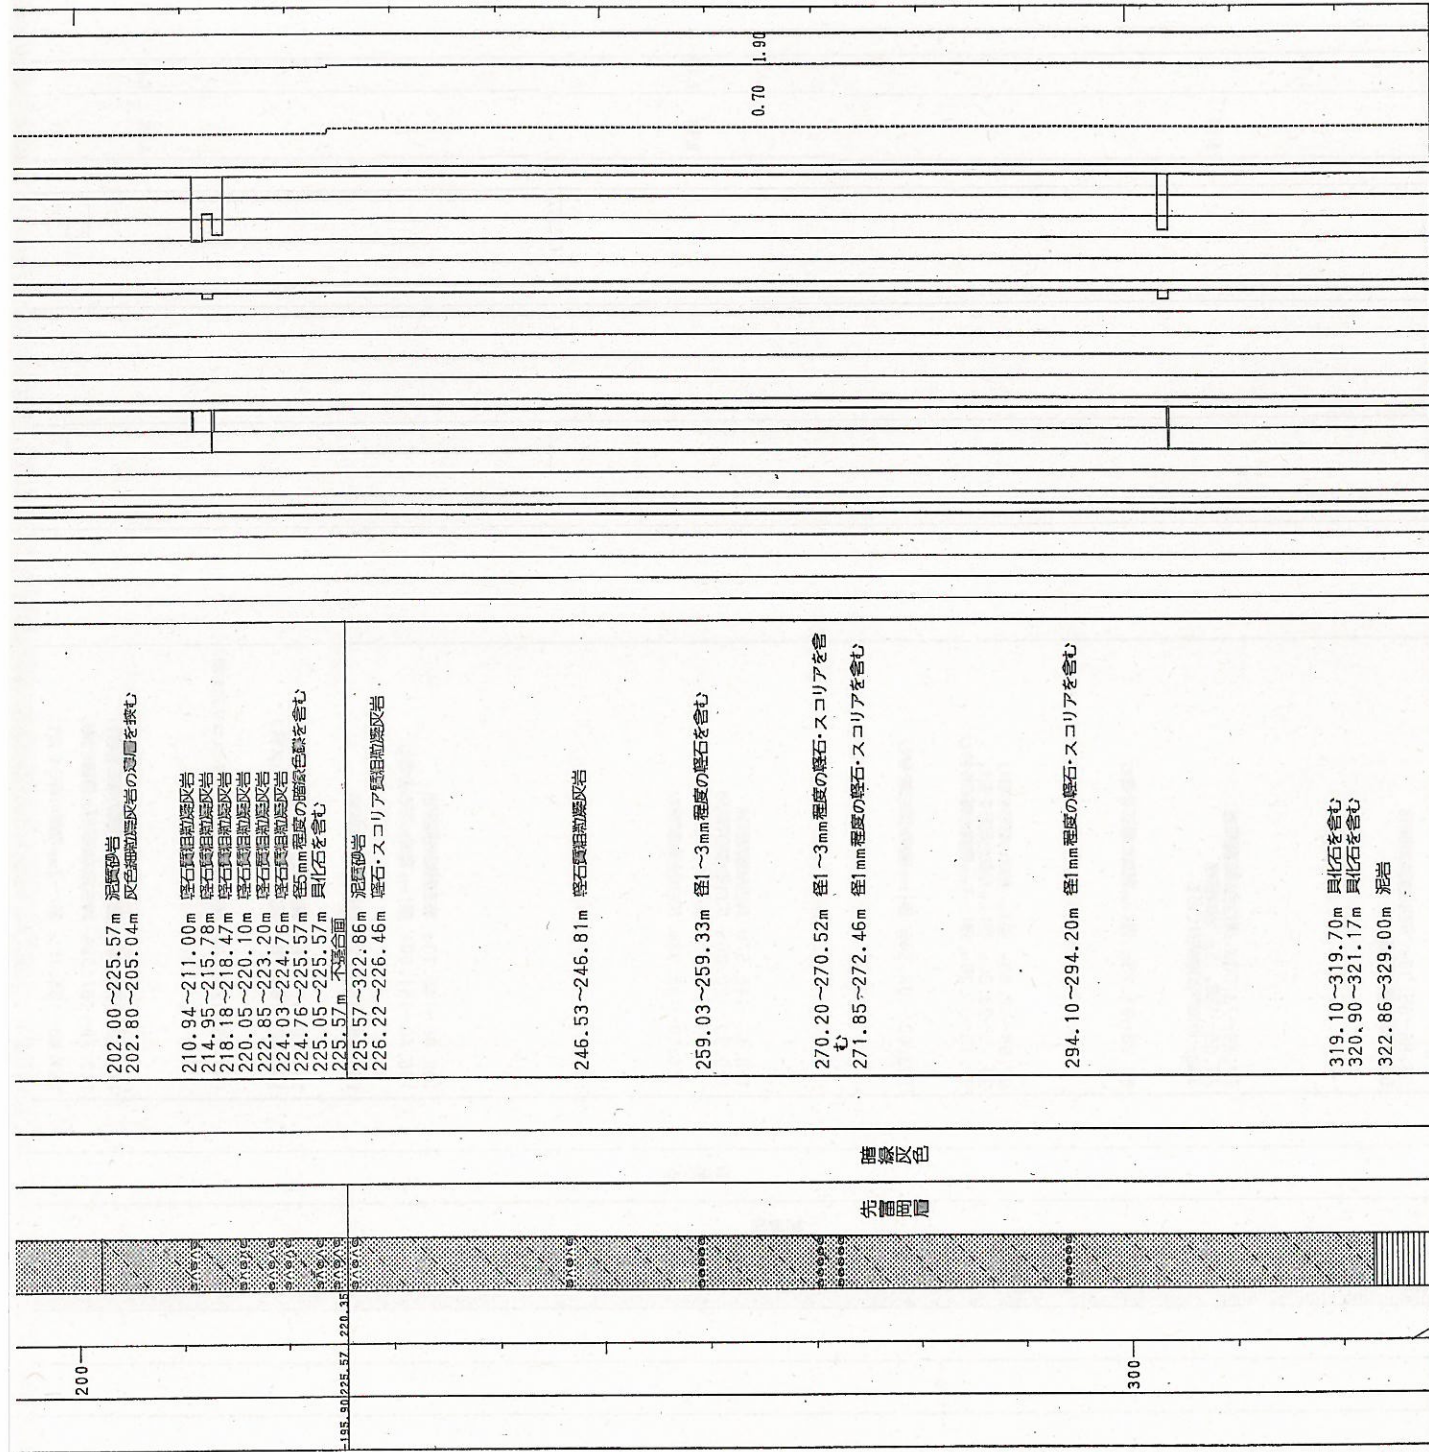 202.00~225.57m 泥質砂岩
202.80~205.04m 灰色細粒凝灰岩の薄層を挟む
210.94~211.00m 軽石質粗粒凝灰岩
214.95~215.78m 軽石質粗粒凝灰岩
218.18~218.47m 軽石質粗粒凝灰岩
220.05~220.10m 軽石質粗粒凝灰岩
222.85~223.20m 軽石質粗粒凝灰岩
224.03~224.76m 軽石質粗粒凝灰岩
224.76~225.57m 径3mm程度の暗緑色礫を含む
225.05~225.57m 貝化石を含む
225.57m 不整合面
225.57~322.86m 泥質砂岩
226.22~226.46m 軽石・スコリア質粗粒凝灰岩
246.53~246.81m 軽石質粗粒凝灰岩
259.03~259.33m 径1~3mm程度の軽石を含む
270.20~270.52m 径1~3mm程度の軽石・スコリアを含
む
271.85~272.46m 径1mm程度の軽石・スコリアを含む
294.10~294.20m 径1mm程度の軽石・スコリアを含む
319.10~319.70m 貝化石を含む
320.90~321.17m 貝化石を含む
322.86~329.00m 泥岩
0.70
1.90
暗緑灰色
先富岡層
220.35
225.57
-195.90
200
300